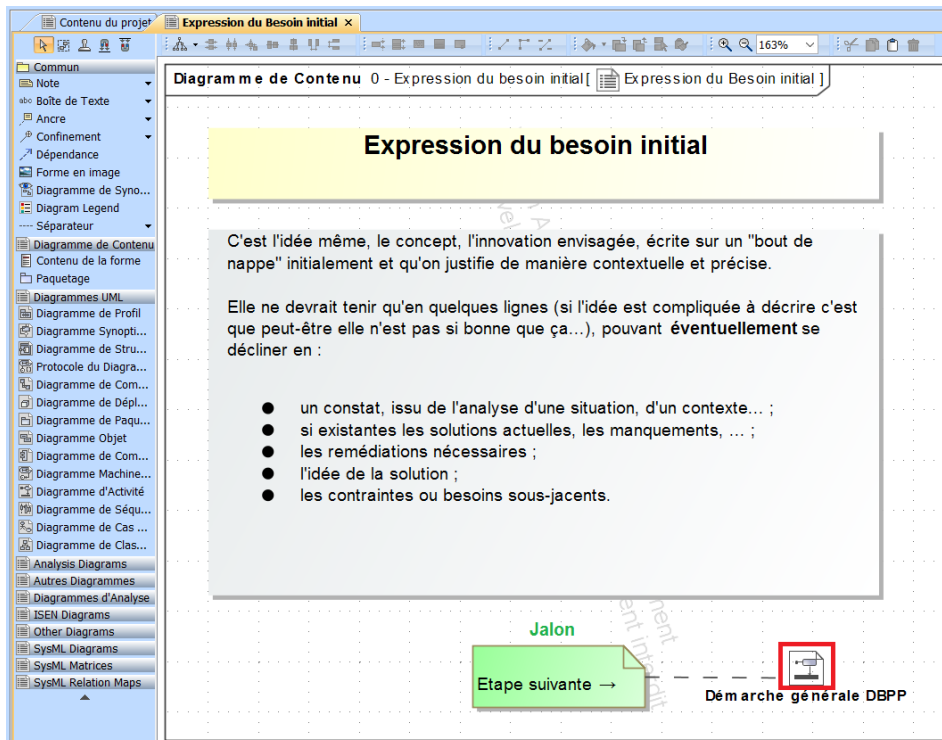 Contenu du projet
Expression du Besoin initial ×
163%
Commun
Note
abc Boîte de Texte
Ancre
Confinement
Dépendance
Forme en image
Diagramme de Syno...
Diagram Legend
Séparateur
Diagramme de Contenu
Contenu de la forme
Paquetage
Diagrammes UML
Diagramme de Profil
Diagramme Synopti...
Diagramme de Stru...
Protocole du Diagra...
Diagramme de Com...
Diagramme de Dépl...
Diagramme de Paqu...
Diagramme Objet
Diagramme de Com...
Diagramme Machine...
Diagramme d'Activité
Diagramme de Séqu...
Diagramme de Cas ...
Diagramme de Clas...
Analysis Diagrams
Autres Diagrammes
Diagrammes d'Analyse
ISEN Diagrams
Other Diagrams
SysML Diagrams
SysML Matrices
SysML Relation Maps
Diagramme de Contenu 0 - Expression du besoin initial[ Expression du Besoin initial ]
Expression du besoin initial
C'est l'idée même, le concept, l'innovation envisagée, écrite sur un "bout de
nappe" initialement et qu'on justifie de manière contextuelle et précise.
Elle ne devrait tenir qu'en quelques lignes (si l'idée est compliquée à décrire c'est
que peut-être elle n'est pas si bonne que ça...), pouvant éventuellement se
décliner en :
● un constat, issu de l'analyse d'une situation, d'un contexte... ;
● si existantes les solutions actuelles, les manquements, ... ;
● les remédiations nécessaires ;
● l'idée de la solution ;
● les contraintes ou besoins sous-jacents.
Jalon
Etape suivante →
Démarche générale DBPP